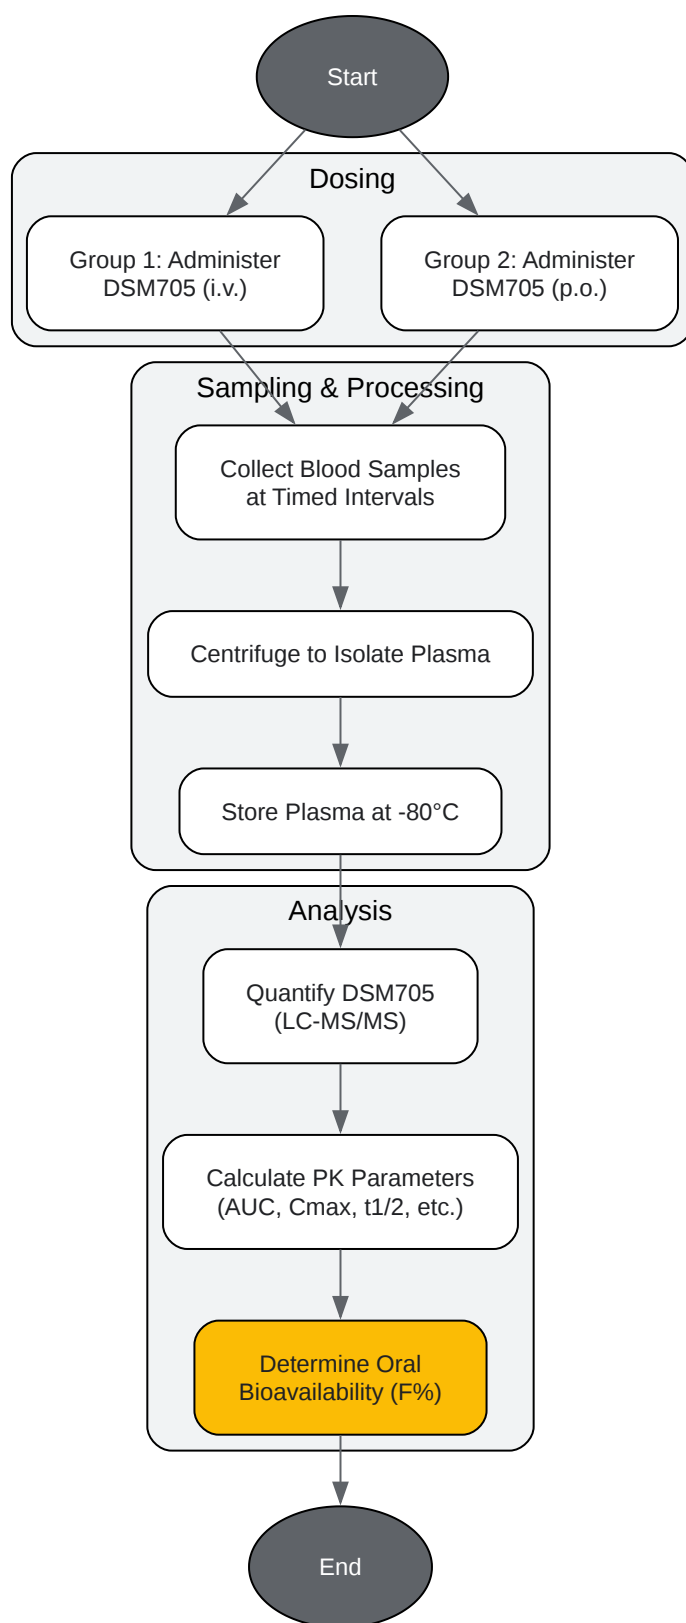 Start
Dosing
Group 1: Administer
DSM705 (i.v.)
Group 2: Administer
DSM705 (p.o.)
Sampling & Processing
Collect Blood Samples
at Timed Intervals
Centrifuge to Isolate Plasma
Store Plasma at -80°C
Analysis
Quantify DSM705
(LC-MS/MS)
Calculate PK Parameters
(AUC, Cmax, t1/2, etc.)
Determine Oral
Bioavailability (F%)
End